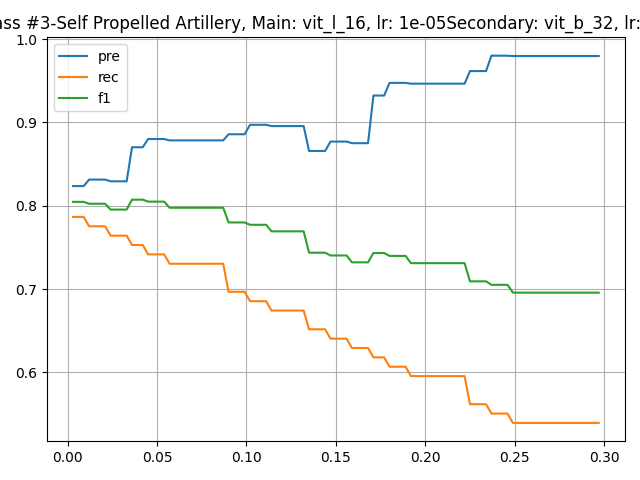 ass #3-Self Propelled Artillery, Main: vit_l_16, lr: 1e-05Secondary: vit_b_32, lr:
1.0
0.9
0.8
0.7
0.6
pre
rec
f1
0.00 0.05 0.10 0.15 0.20 0.25 0.30